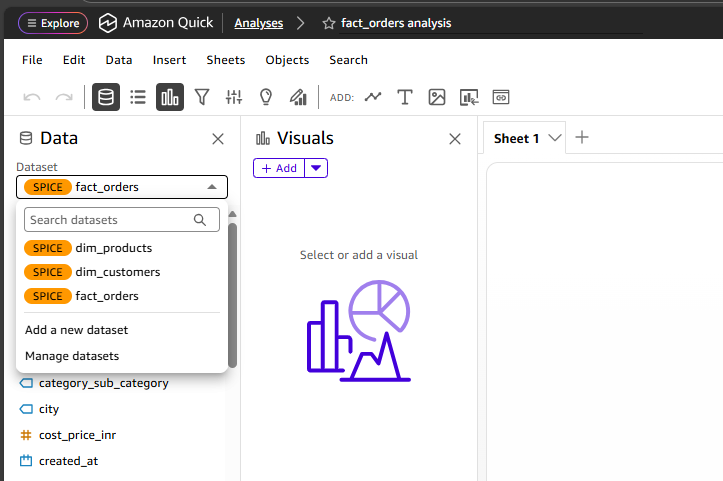 Explore Amazon Quick Analyses fact_orders analysis
File Edit Data Insert Sheets Objects Search
ADD:
Data
Visuals
Sheet 1
Dataset
SPICE fact_orders
Add
Search datasets
SPICE dim_products
SPICE dim_customers
SPICE fact_orders
Add a new dataset
Manage datasets
Select or add a visual
category_sub_category
city
cost_price_inr
created_at